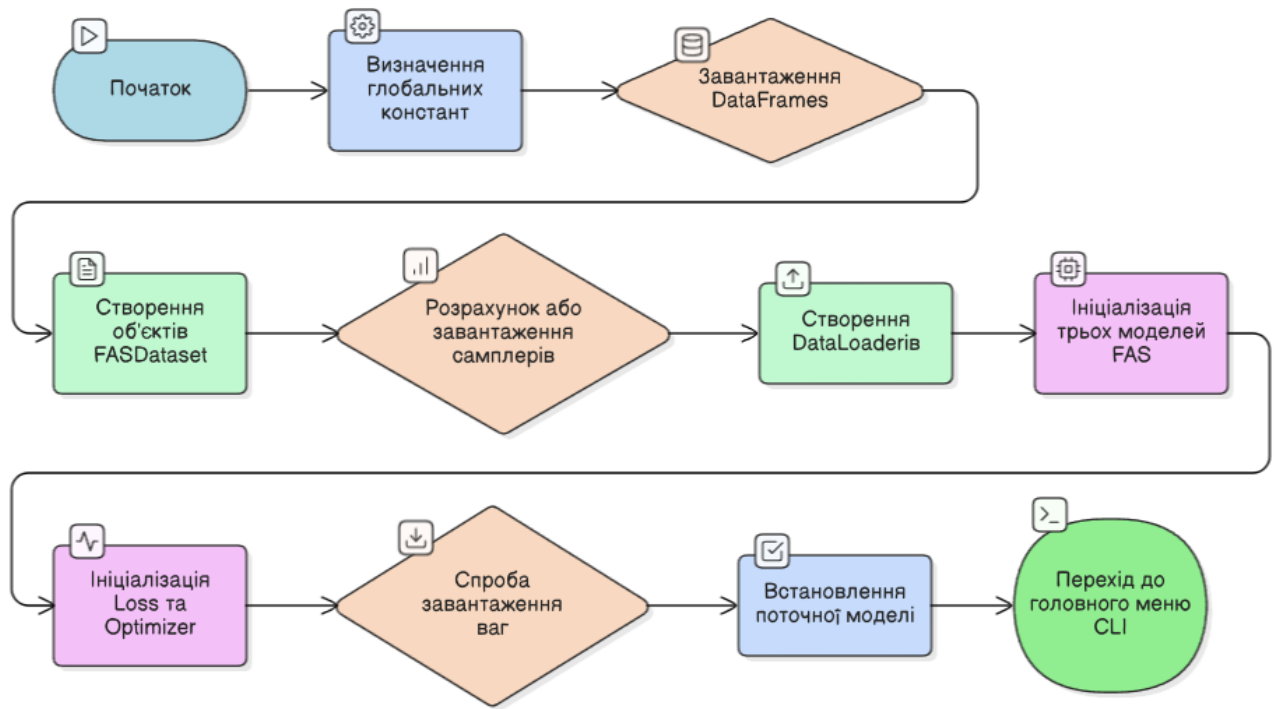 Початок
Визначення
глобальних
констант
Завантаження
DataFrames
Створення
об'єктів
FASDataset
Розрахунок або
завантаження
самплерів
Створення
DataLoaderів
Ініціалізація
трьох моделей
FAS
Ініціалізація
Loss та
Optimizer
Спроба
завантаження
ваг
Встановлення
поточної моделі
Перехід до
головного меню
CLI